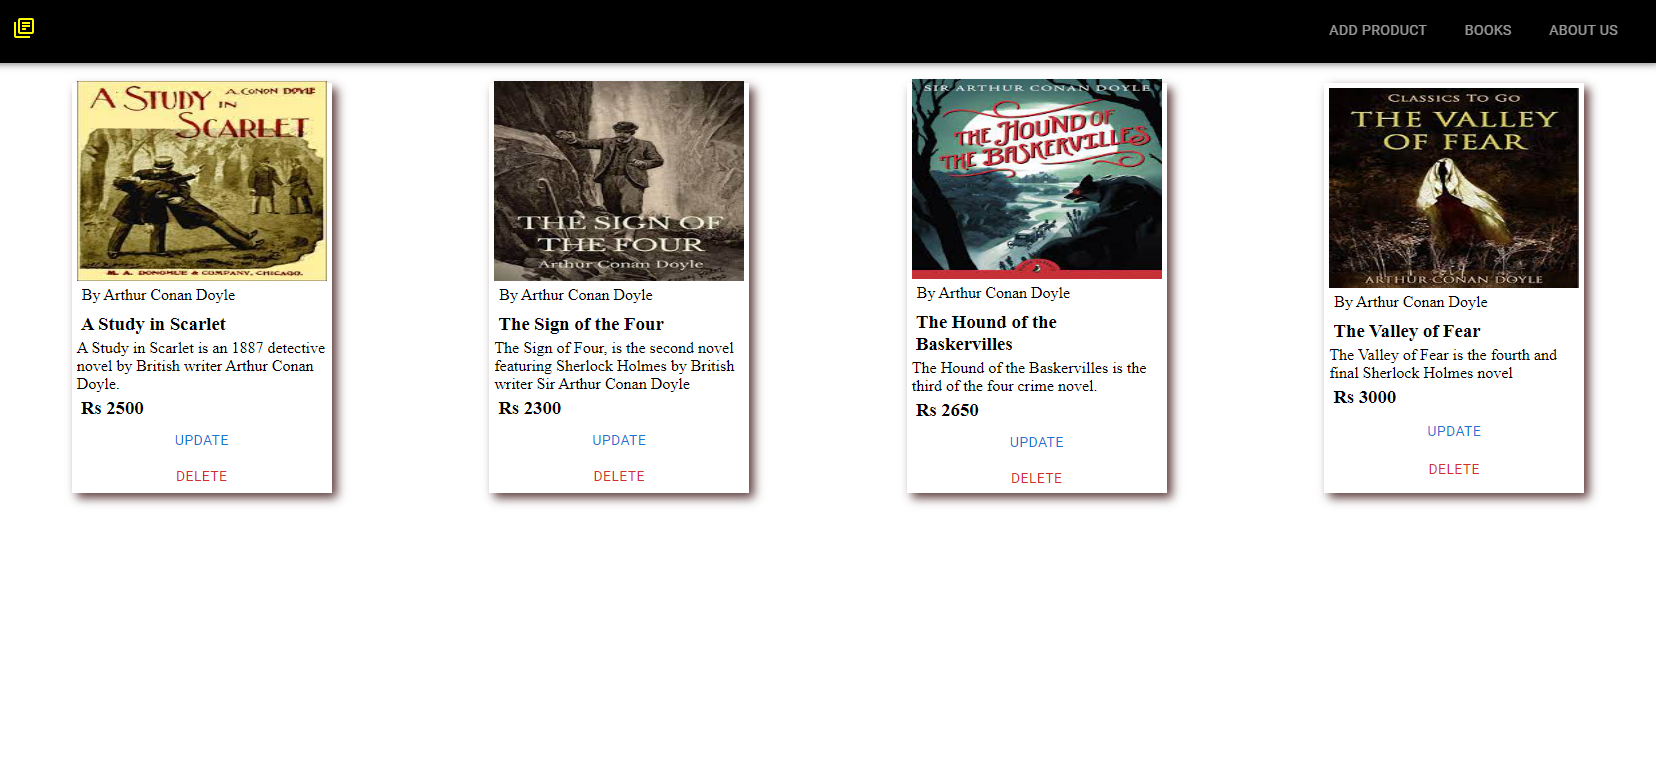 ADD PRODUCT BOOKS ABOUT US
A STUDY IN SCARLET
A. CONON DOYLE
M. A. DONOHUE & COMPANY, CHICAGO.
By Arthur Conan Doyle
A Study in Scarlet
A Study in Scarlet is an 1887 detective
novel by British writer Arthur Conan
Doyle.
Rs 2500
UPDATE
DELETE
THE SIGN OF
THE FOUR
Arthur Conan Doyle
By Arthur Conan Doyle
The Sign of the Four
The Sign of Four, is the second novel
featuring Sherlock Holmes by British
writer Sir Arthur Conan Doyle
Rs 2300
UPDATE
DELETE
SIR ARTHUR CONAN DOYLE
THE HOUND OF
THE BASKERVILLES
By Arthur Conan Doyle
The Hound of the
Baskervilles
The Hound of the Baskervilles is the
third of the four crime novel.
Rs 2650
UPDATE
DELETE
CLASSICS TO GO
THE VALLEY
OF FEAR
ARTHUR CONAN DOYLE
By Arthur Conan Doyle
The Valley of Fear
The Valley of Fear is the fourth and
final Sherlock Holmes novel
Rs 3000
UPDATE
DELETE